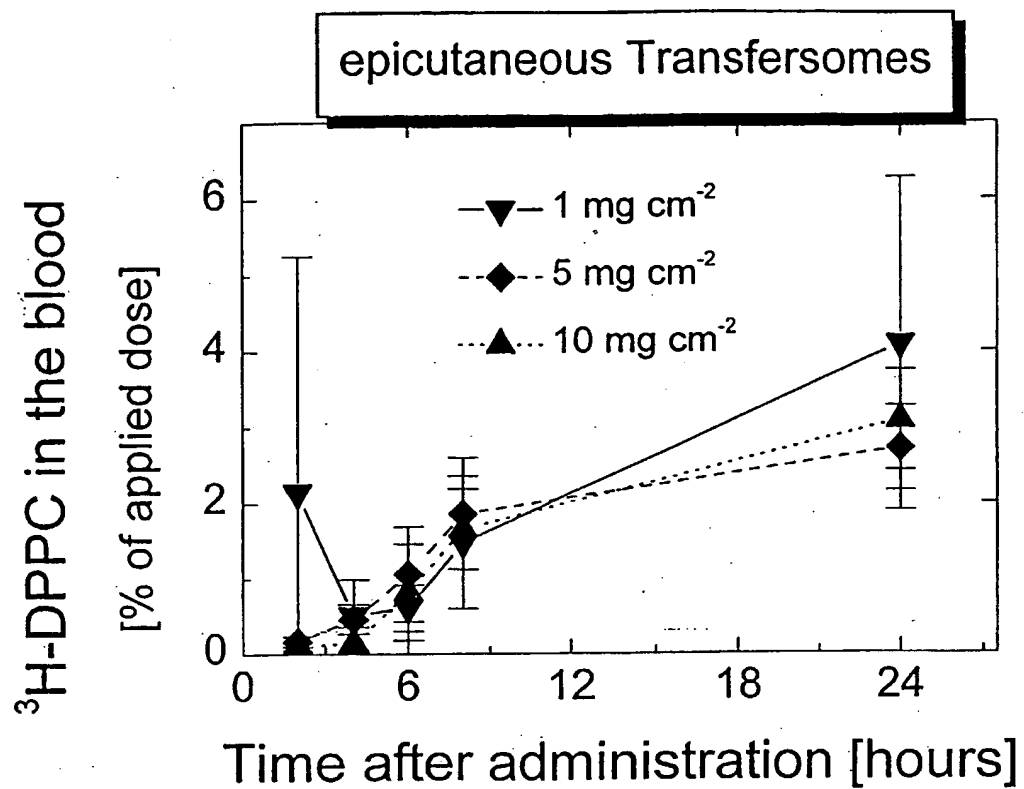 epicutaneous Transfersomes
³H-DPPC in the blood
[% of applied dose]
6
4
2
0
1 mg cm⁻²
5 mg cm⁻²
10 mg cm⁻²
0 6 12 18 24
Time after administration [hours]